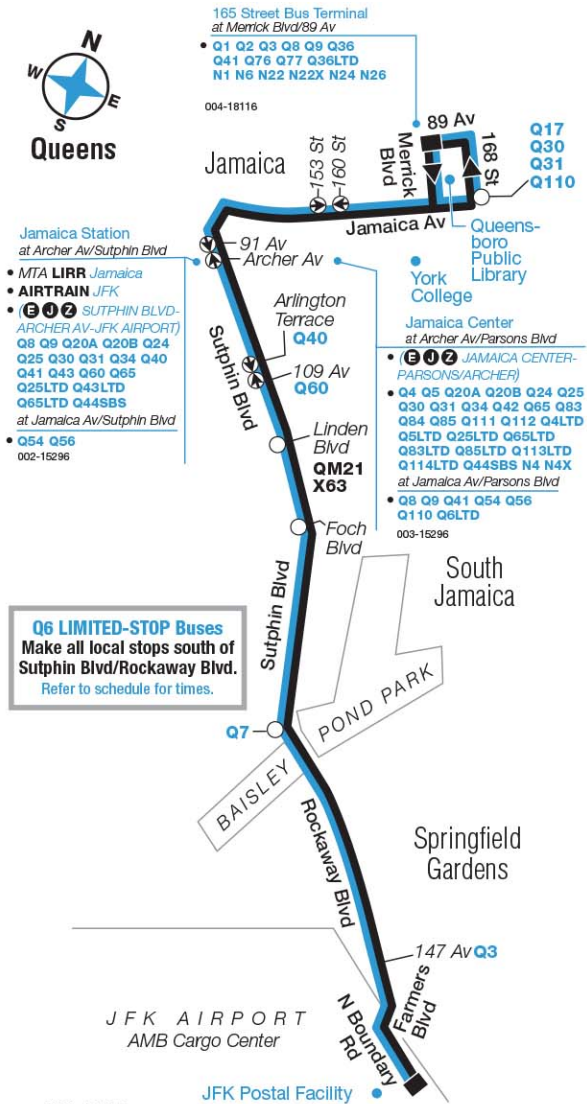 N
W
E
S
Queens
165 Street Bus Terminal
at Merrick Blvd/89 Av
• Q1 Q2 Q3 Q8 Q9 Q36
Q41 Q76 Q77 Q36LTD
N1 N6 N22 N22X N24 N26
004-18116
Jamaica
153 St
160 St
89 Av
Merrick
Blvd
168 St
Q17
Q30
Q31
Q110
Jamaica Av
Queens-
boro
Public
Library
York
College
91 Av
Archer Av
Jamaica Station
at Archer Av/Sutphin Blvd
• MTA LIRR Jamaica
• AIRTRAIN JFK
• (E J Z SUTPHIN BLVD-
ARCHER AV-JFK AIRPORT)
Q8 Q9 Q20A Q20B Q24
Q25 Q30 Q31 Q34 Q40
Q41 Q43 Q60 Q65
Q25LTD Q43LTD
Q65LTD Q44SBS
at Jamaica Av/Sutphin Blvd
• Q54 Q56
002-15296
Arlington
Terrace
Q40
Sutphin Blvd
109 Av
Q60
Jamaica Center
at Archer Av/Parsons Blvd
• (E J Z JAMAICA CENTER-
PARSONS/ARCHER)
• Q4 Q5 Q20A Q20B Q24 Q25
Q30 Q31 Q34 Q42 Q65 Q83
Q84 Q85 Q111 Q112 Q4LTD
Q5LTD Q25LTD Q65LTD
Q83LTD Q85LTD Q113LTD
Q114LTD Q44SBS N4 N4X
at Jamaica Av/Parsons Blvd
• Q8 Q9 Q41 Q54 Q56
Q110 Q6LTD
003-15296
Linden
Blvd
QM21
X63
Foch
Blvd
South
Jamaica
Sutphin Blvd
Q6 LIMITED-STOP Buses
Make all local stops south of
Sutphin Blvd/Rockaway Blvd.
Refer to schedule for times.
Q7
BAISLEY
POND PARK
Rockaway Blvd
Springfield
Gardens
147 Av Q3
Farmers
Blvd
N Boundary
Rd
JFK AIRPORT
AMB Cargo Center
JFK Postal Facility